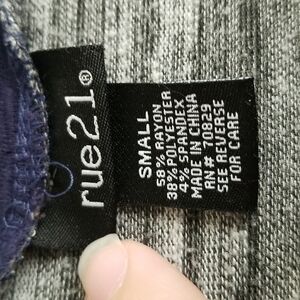 rue21®
SMALL
58% RAYON
38% POLYESTER
4% SPANDEX
MADE IN CHINA
RN# 70829
SEE REVERSE
FOR CARE